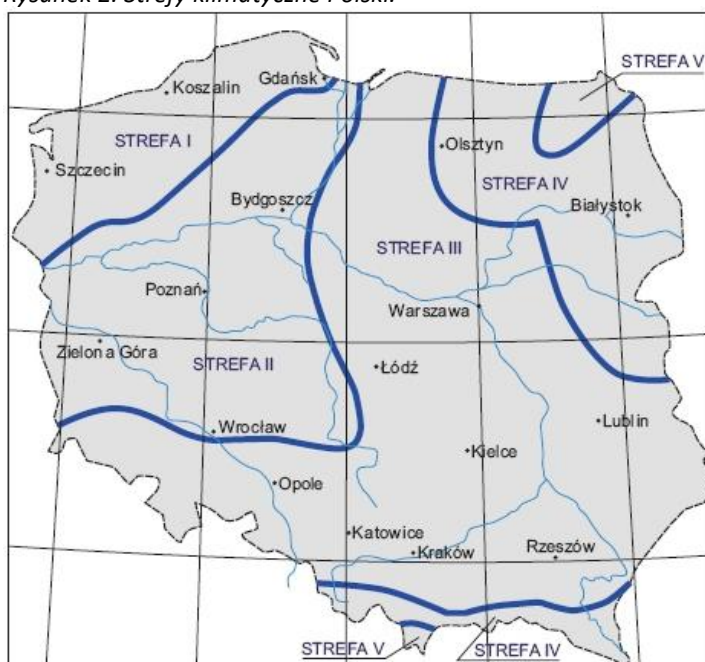 Rysunek 2. Strefy klimatyczne Polski.
STREFA V
Gdańsk
Koszalin
STREFA I
Olsztyn
Szczecin
STREFA IV
Bydgoszcz
Białystok
STREFA III
Poznań
Warszawa
Zielona Góra
STREFA II
Łódź
Lublin
Wrocław
Kielce
Opole
Katowice
Kraków
Rzeszów
STREFA V
STREFA IV